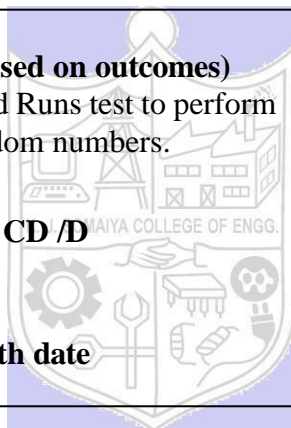 sed on outcomes)
d Runs test to perform
dom numbers.
CD /D
MAIYA COLLEGE OF ENGG.
th date